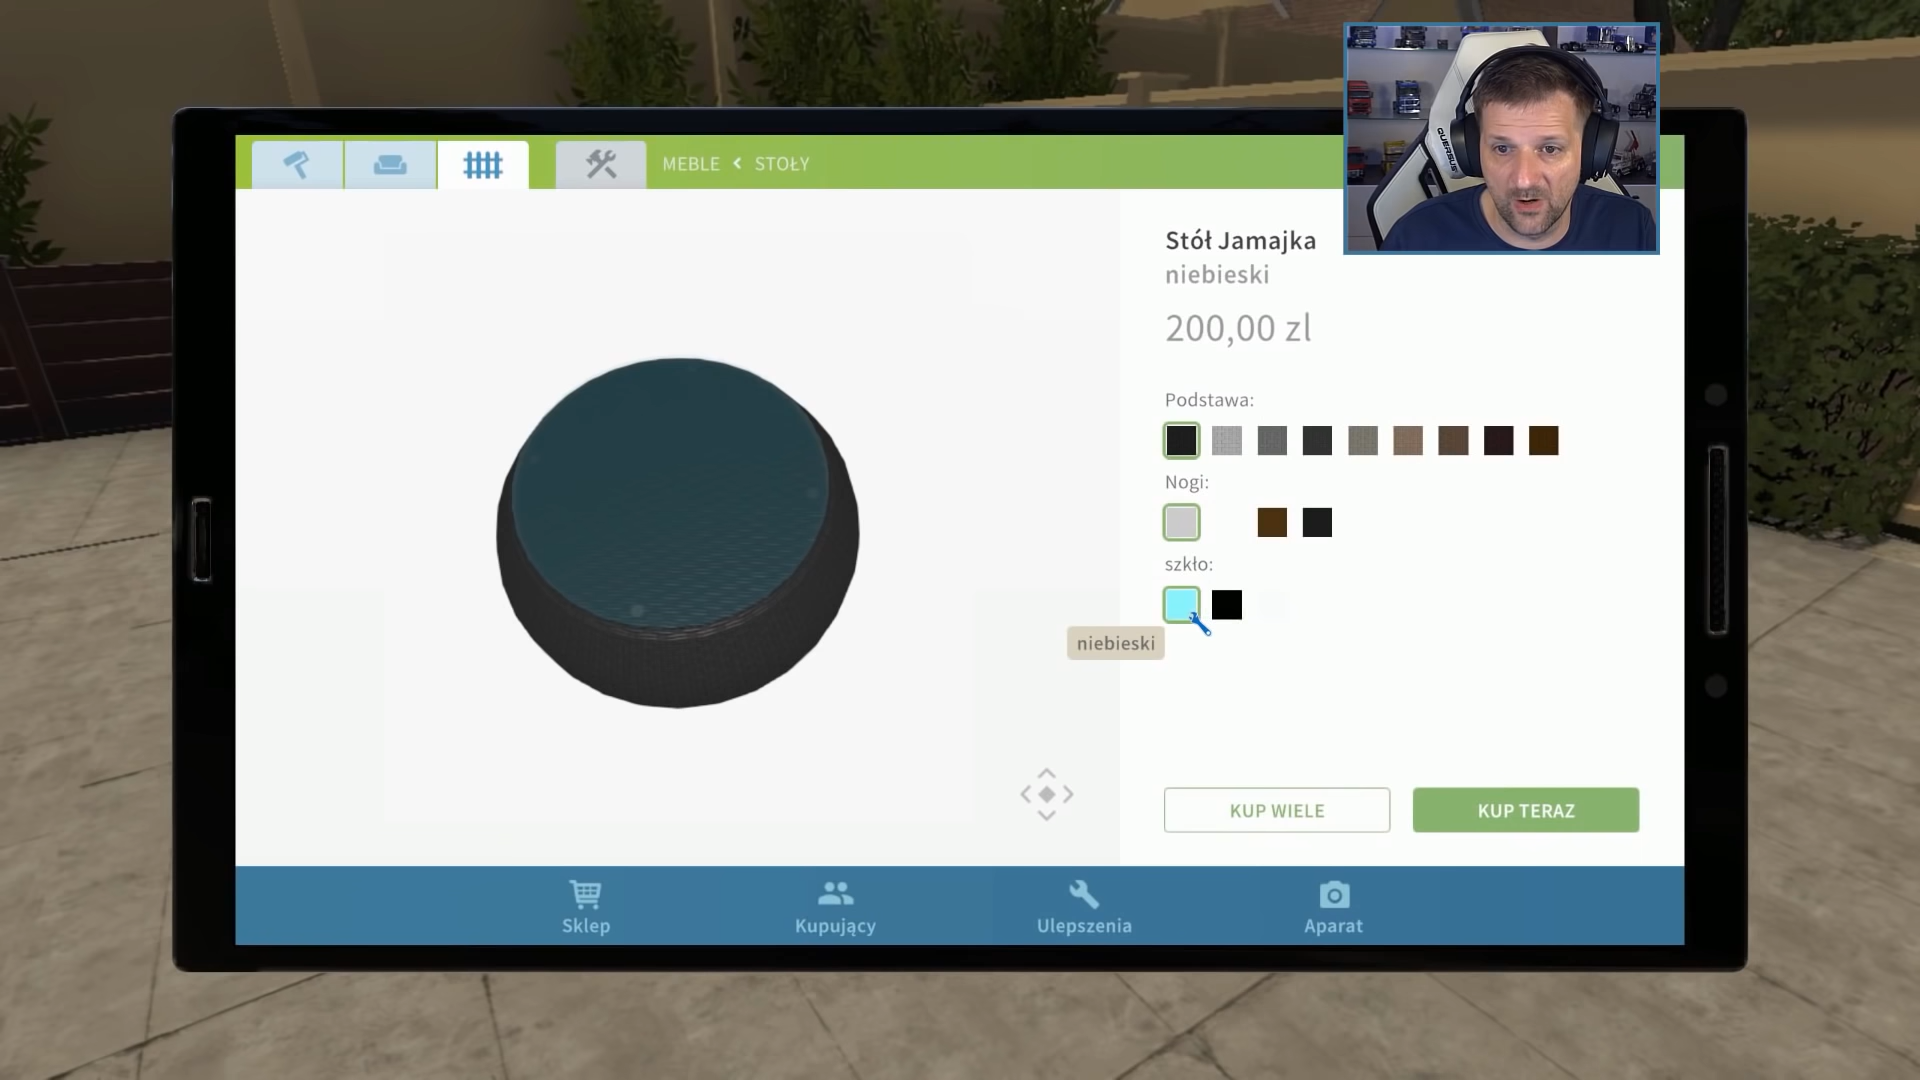 MEBLE < STOŁY
QUERSUS
Stół Jamajka
niebieski
200,00 zl
Podstawa:
Nogi:
szkło:
niebieski
KUP WIELE
KUP TERAZ
Sklep
Kupujący
Ulepszenia
Aparat